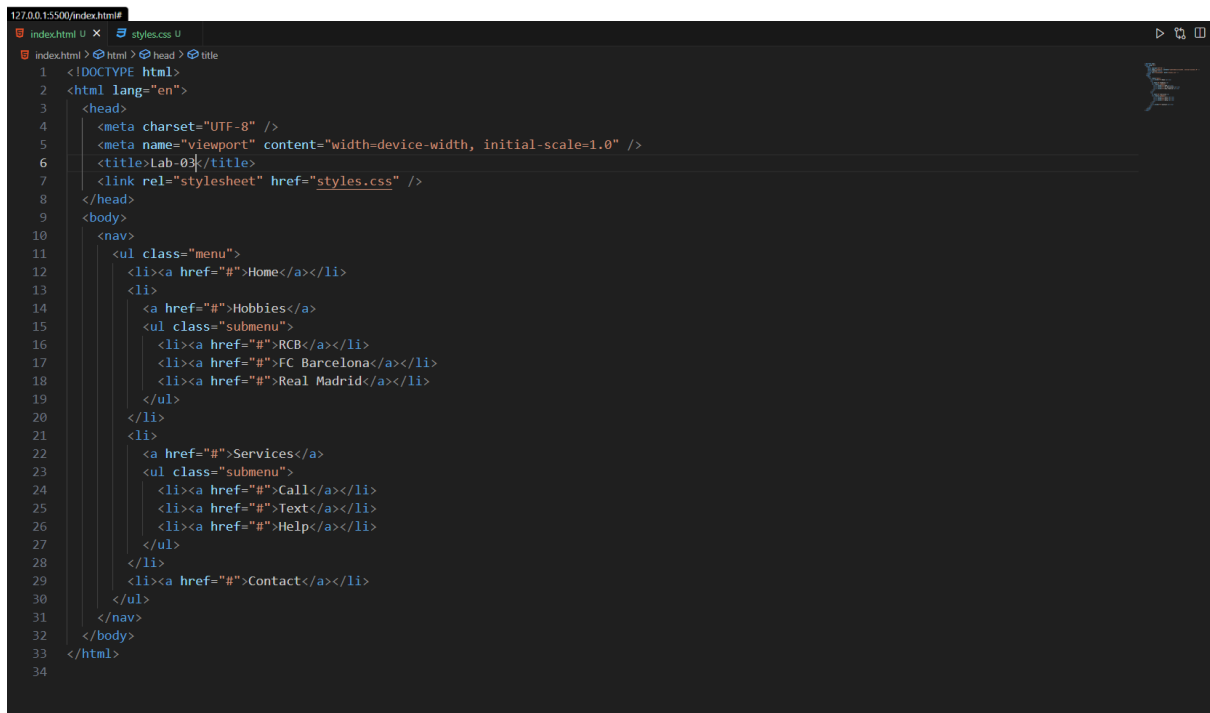 127.0.0.1:5500/index.html#
index.html U × styles.css U
index.html > html > head > title
1 <!DOCTYPE html>
2 <html lang="en">
3 <head>
4 <meta charset="UTF-8" />
5 <meta name="viewport" content="width=device-width, initial-scale=1.0" />
6 <title>Lab-03</title>
7 <link rel="stylesheet" href="styles.css" />
8 </head>
9 <body>
10 <nav>
11 <ul class="menu">
12 <li><a href="#">Home</a></li>
13 <li>
14 <a href="#">Hobbies</a>
15 <ul class="submenu">
16 <li><a href="#">RCB</a></li>
17 <li><a href="#">FC Barcelona</a></li>
18 <li><a href="#">Real Madrid</a></li>
19 </ul>
20 </li>
21 <li>
22 <a href="#">Services</a>
23 <ul class="submenu">
24 <li><a href="#">Call</a></li>
25 <li><a href="#">Text</a></li>
26 <li><a href="#">Help</a></li>
27 </ul>
28 </li>
29 <li><a href="#">Contact</a></li>
30 </ul>
31 </nav>
32 </body>
33 </html>
34